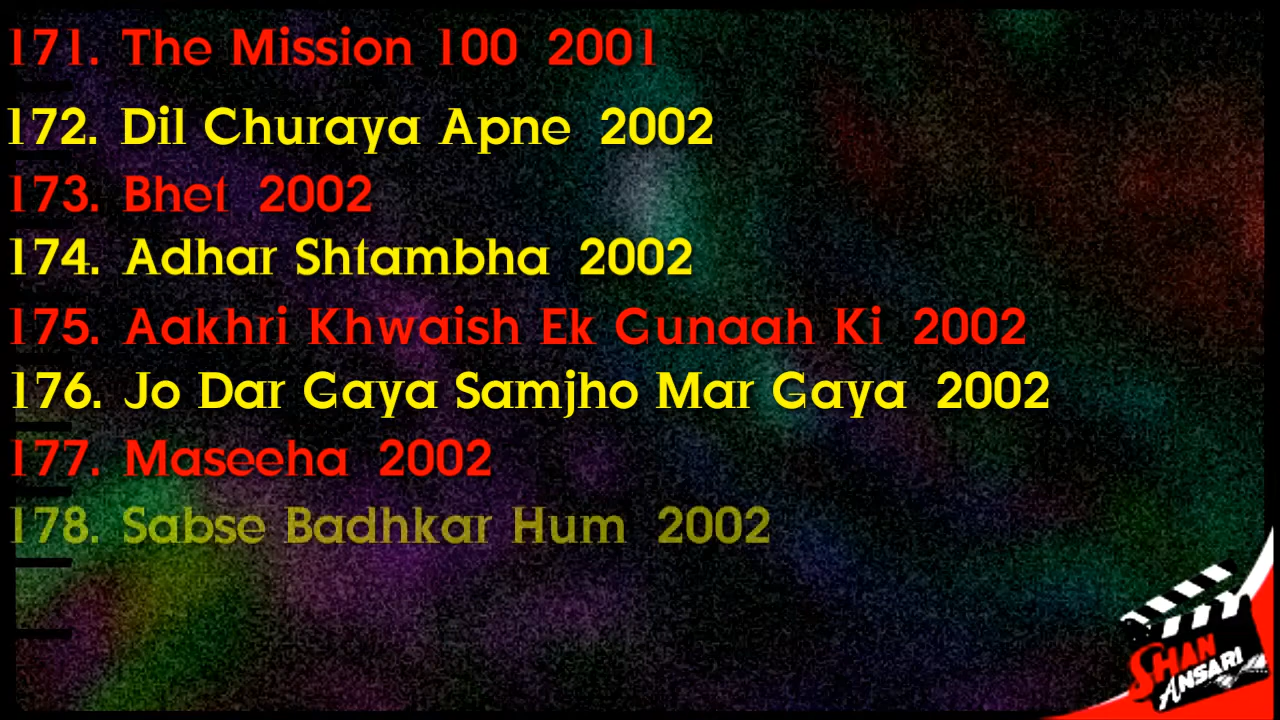 171. The Mission 100 2001
172. Dil Churaya Apne 2002
173. Bhet 2002
174. Adhar Shtambha 2002
175. Aakhri Khwaish Ek Gunaah Ki 2002
176. Jo Dar Gaya Samjho Mar Gaya 2002
177. Maseeha 2002
178. Sabse Badhkar Hum 2002
SHAN
ANSARI